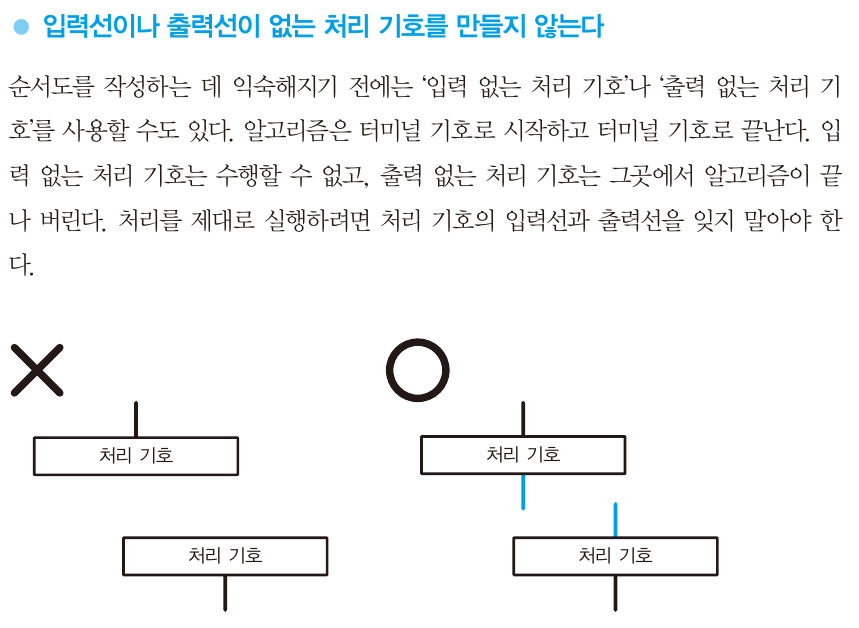 ● 입력선이나 출력선이 없는 처리 기호를 만들지 않는다
순서도를 작성하는 데 익숙해지기 전에는 ‘입력 없는 처리 기호’나 ‘출력 없는 처리 기
호’를 사용할 수도 있다. 알고리즘은 터미널 기호로 시작하고 터미널 기호로 끝난다. 입
력 없는 처리 기호는 수행할 수 없고, 출력 없는 처리 기호는 그곳에서 알고리즘이 끝
나 버린다. 처리를 제대로 실행하려면 처리 기호의 입력선과 출력선을 잊지 말아야 한
다.
처리 기호
처리 기호
처리 기호
처리 기호